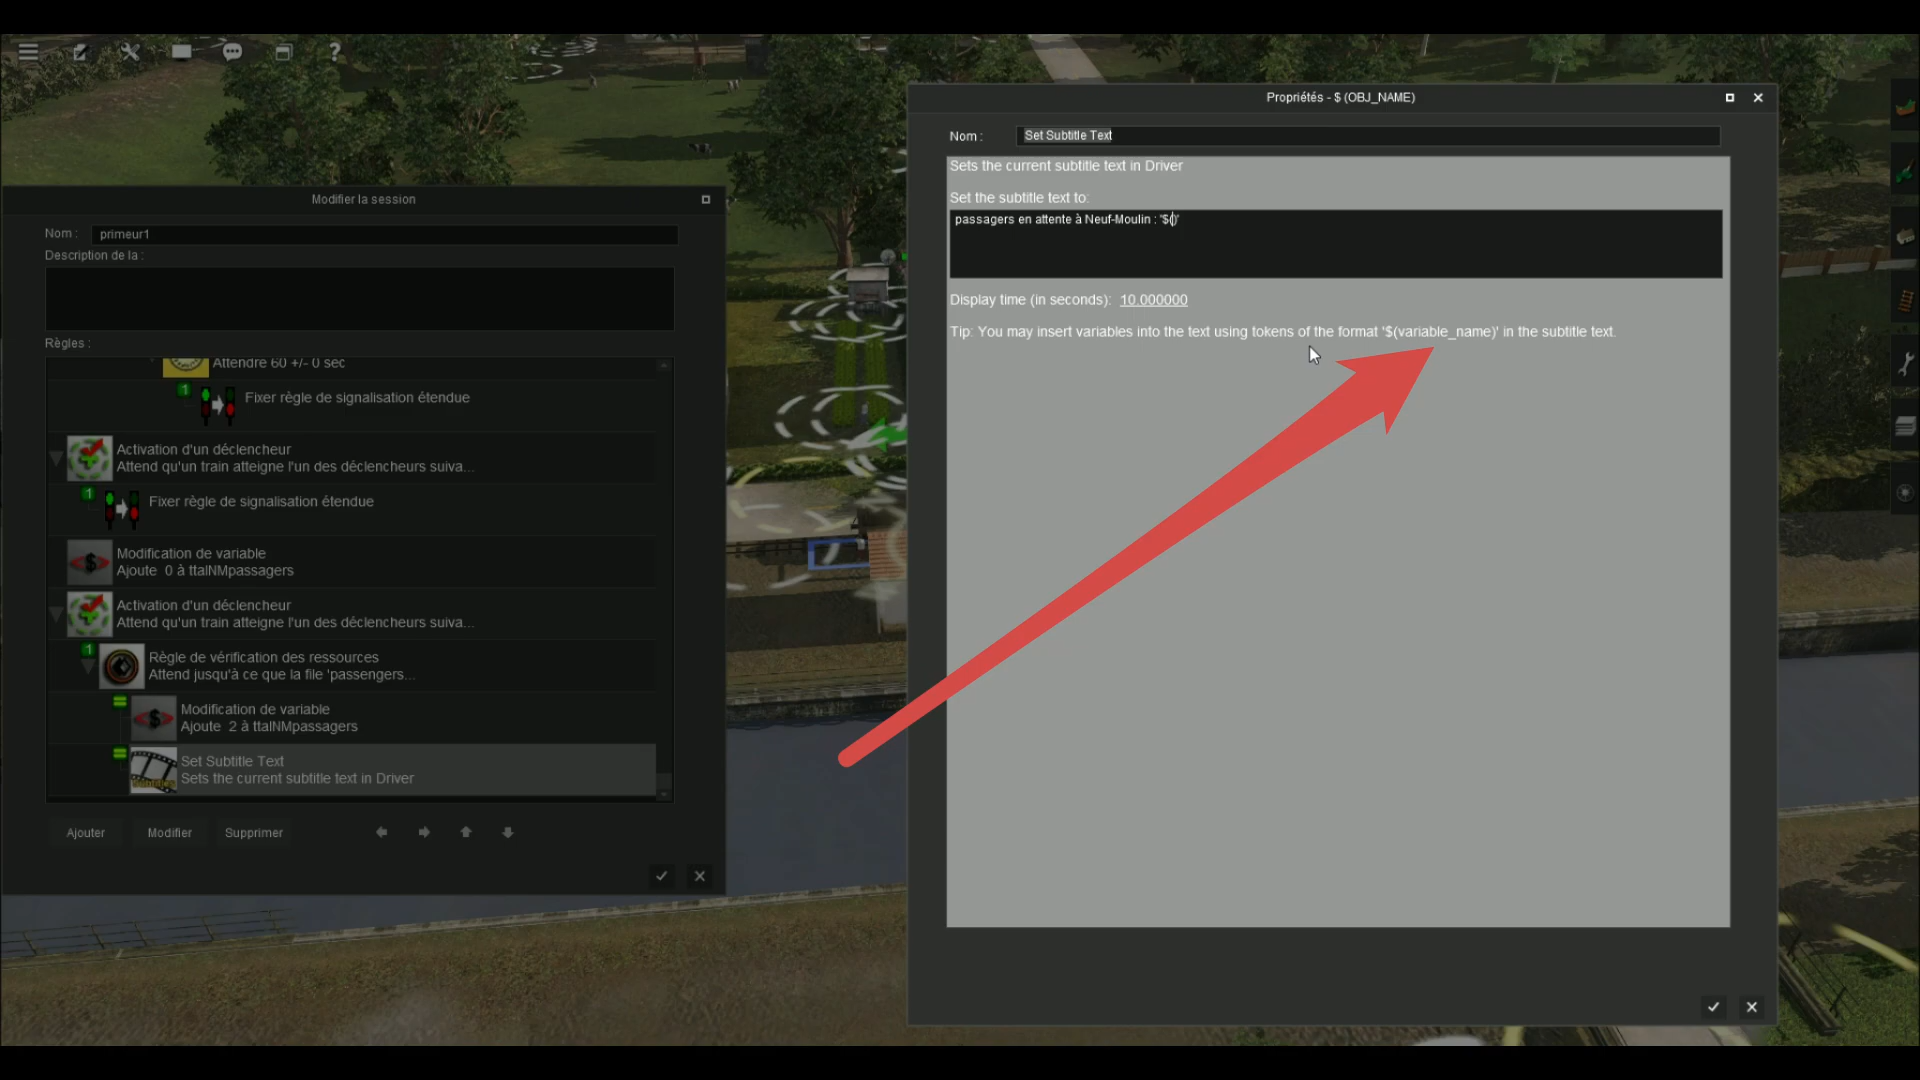 Modifier la session
Nom :
primeur1
Description de la :
Règles :
Attendre 60 +/- 0 sec
1
Fixer règle de signalisation étendue
Activation d'un déclencheur
Attend qu'un train atteigne l'un des déclencheurs suiva...
1
Fixer règle de signalisation étendue
Modification de variable
Ajoute 0 à ttalNMpassagers
Activation d'un déclencheur
Attend qu'un train atteigne l'un des déclencheurs suiva...
1
Règle de vérification des ressources
Attend jusqu'à ce que la file 'passengers...
Modification de variable
Ajoute 2 à ttalNMpassagers
Set Subtitle Text
Sets the current subtitle text in Driver
Ajouter
Modifier
Supprimer
Propriétés - $ (OBJ_NAME)
Nom :
Set Subtitle Text
Sets the current subtitle text in Driver
Set the subtitle text to:
passagers en attente à Neuf-Moulin : '$()'
Display time (in seconds): 10.000000
Tip: You may insert variables into the text using tokens of the format '$(variable_name)' in the subtitle text.